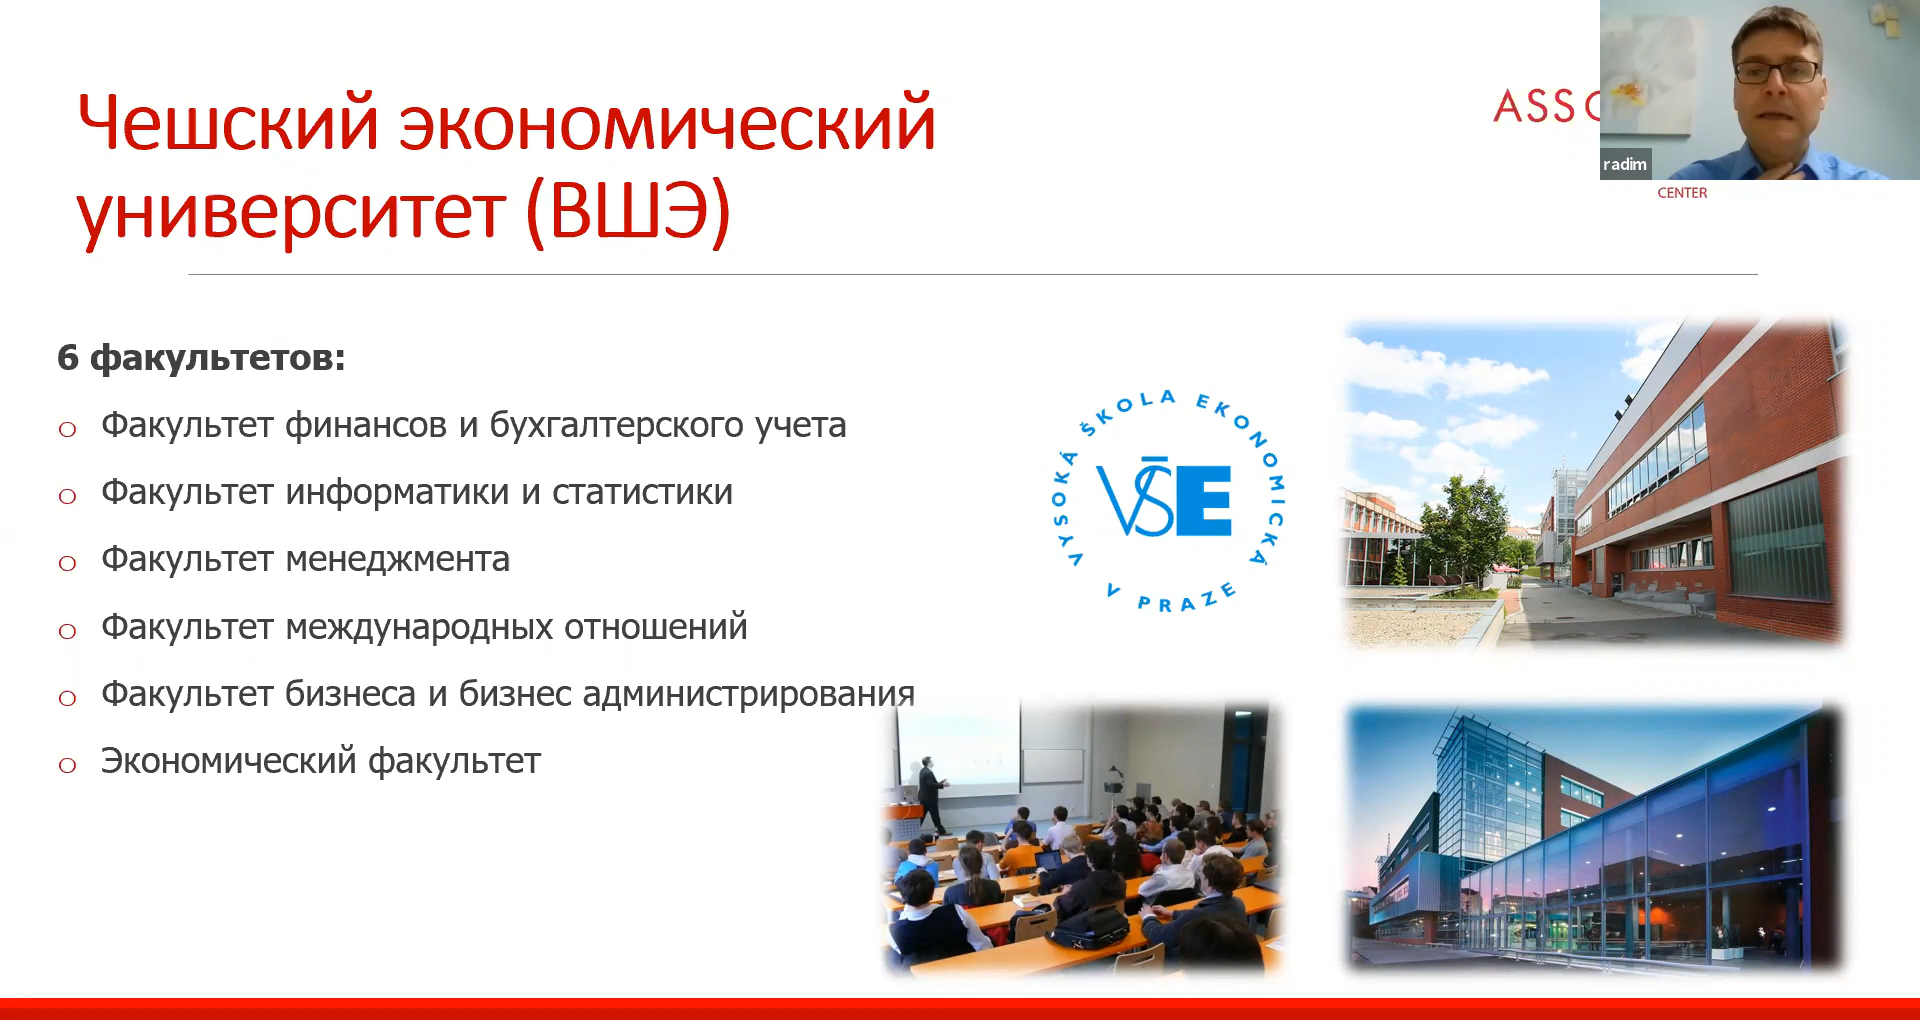 Чешский экономический
университет (ВШЭ)
ASSO
radim
CENTER
6 факультетов:
Факультет финансов и бухгалтерского учета
Факультет информатики и статистики
Факультет менеджмента
Факультет международных отношений
Факультет бизнеса и бизнес администрирования
Экономический факультет
VYSOKÁ ŠKOLA EKONOMICKÁ
VŠE
V PRAZE